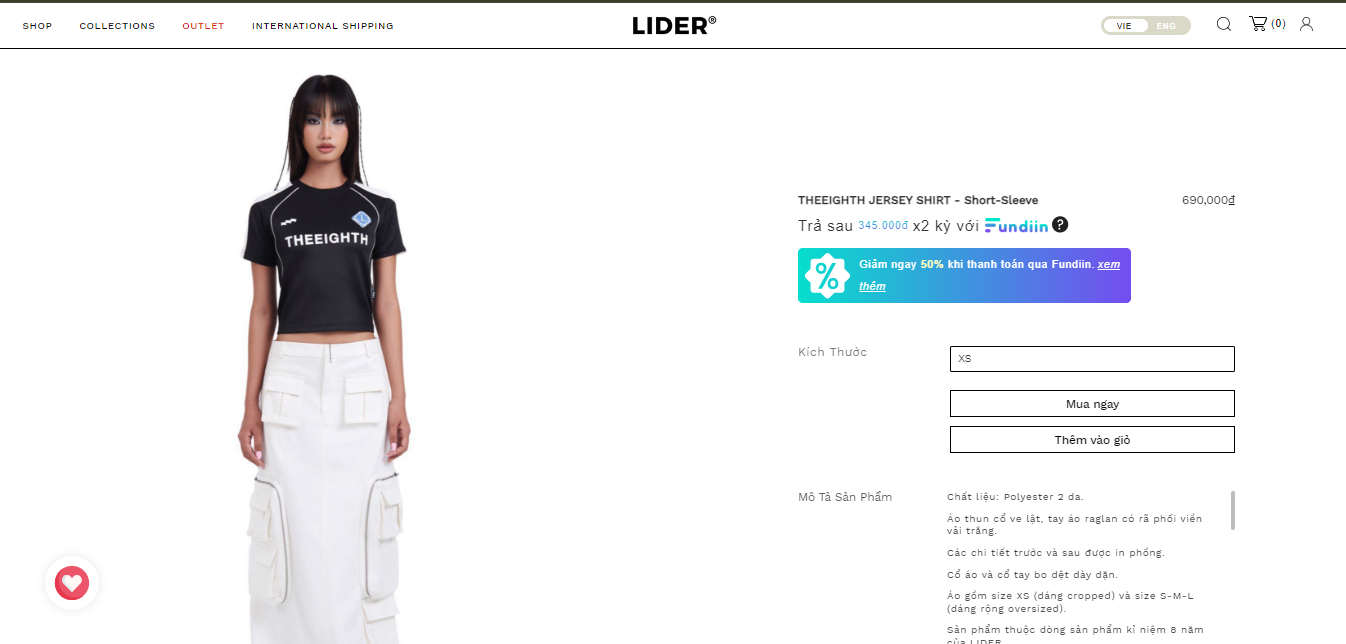 SHOP COLLECTIONS OUTLET INTERNATIONAL SHIPPING LIDER® VIE ENG (0)
THEEIGHTH
THEEIGHTH JERSEY SHIRT - Short-Sleeve 690,000₫
Trả sau 345.000đ x2 kỳ với Fundiin ?
% Giảm ngay 50% khi thanh toán qua Fundiin. xem
thêm
Kích Thước XS
Mua ngay
Thêm vào giỏ
Mô Tả Sản Phẩm Chất liệu: Polyester 2 da.
Áo thun cổ ve lật, tay áo raglan có rã phối viền
vải trắng.
Các chi tiết trước và sau được in phồng.
Cổ áo và cổ tay bo dệt dày dặn.
Áo gồm size XS (dáng cropped) và size S-M-L
(dáng rộng oversized).
Sản phẩm thuộc dòng sản phẩm kỉ niệm 8 năm
của LIDER